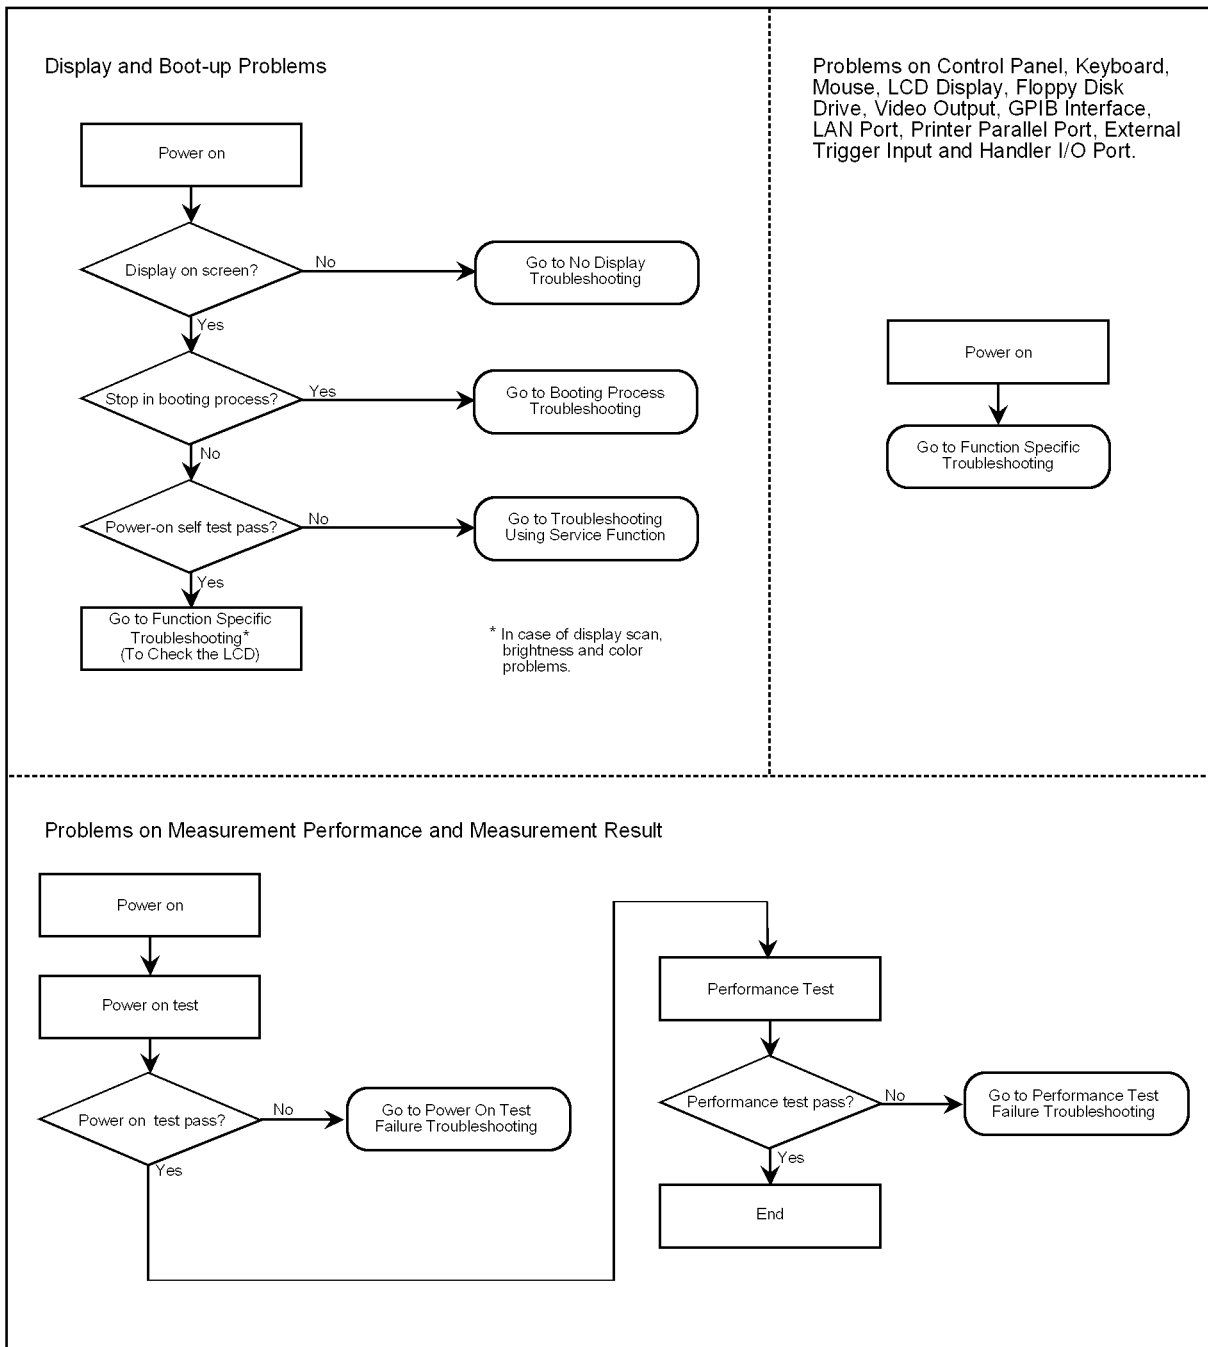 Display and Boot-up Problems
Power on
Display on screen?
No
Go to No Display
Troubleshooting
Yes
Stop in booting process?
Yes
Go to Booting Process
Troubleshooting
No
Power-on self test pass?
No
Go to Troubleshooting
Using Service Function
Yes
Go to Function Specific
Troubleshooting*
(To Check the LCD)
* In case of display scan,
brightness and color
problems.
Problems on Control Panel, Keyboard,
Mouse, LCD Display, Floppy Disk
Drive, Video Output, GPIB Interface,
LAN Port, Printer Parallel Port, External
Trigger Input and Handler I/O Port.
Power on
Go to Function Specific
Troubleshooting
Problems on Measurement Performance and Measurement Result
Power on
Power on test
Power on test pass?
No
Go to Power On Test
Failure Troubleshooting
Yes
Performance Test
Performance test pass?
No
Go to Performance Test
Failure Troubleshooting
Yes
End